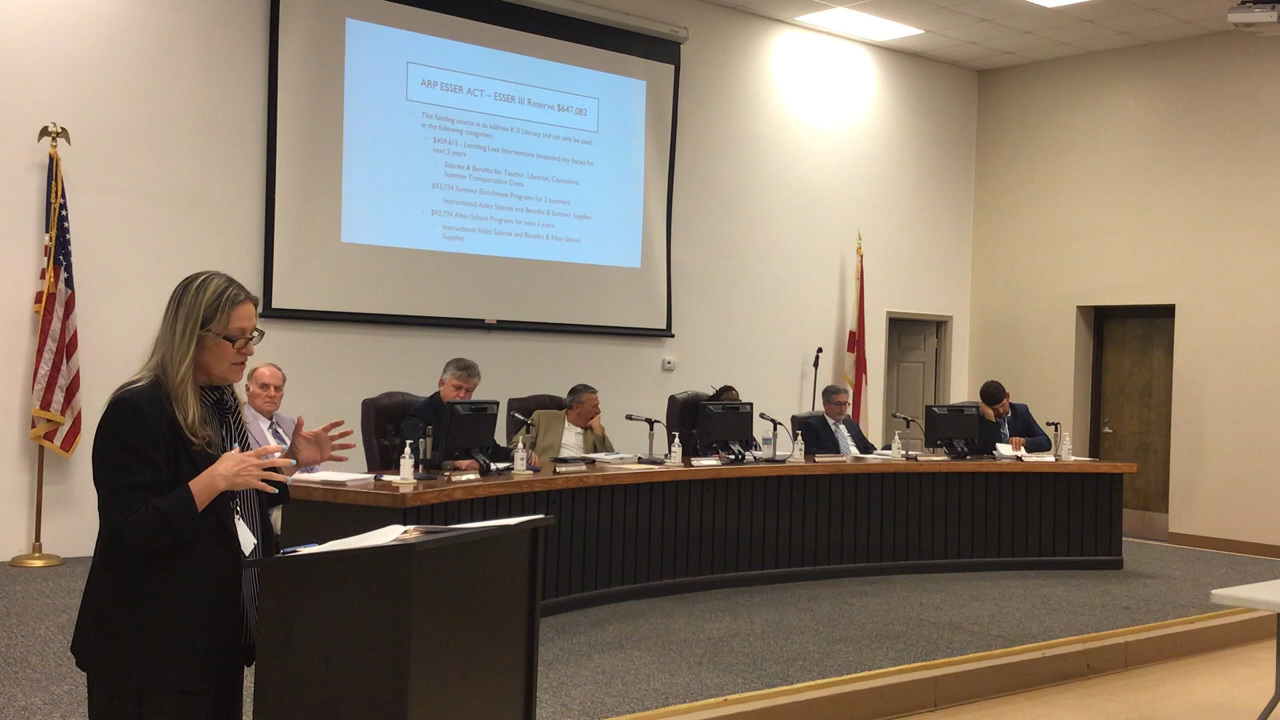 ARP ESSER ACT – ESSER III Reserve $647,083
This funding source is to address K-3 Literacy and can only be used
in the following categories:
$459,615 - Learning Loss Interventions (extended day focus) for
next 2 years
Salaries & Benefits for Teacher, Librarian, Counselors,
Summer Transportation Costs
$93,734 Summer Enrichment Programs for 2 summers
Instructional Aides Salaries and Benefits & Summer Supplies
$93,734 After-School Programs for next 2 years
Instructional Aides Salaries and Benefits & After-School
Supplies